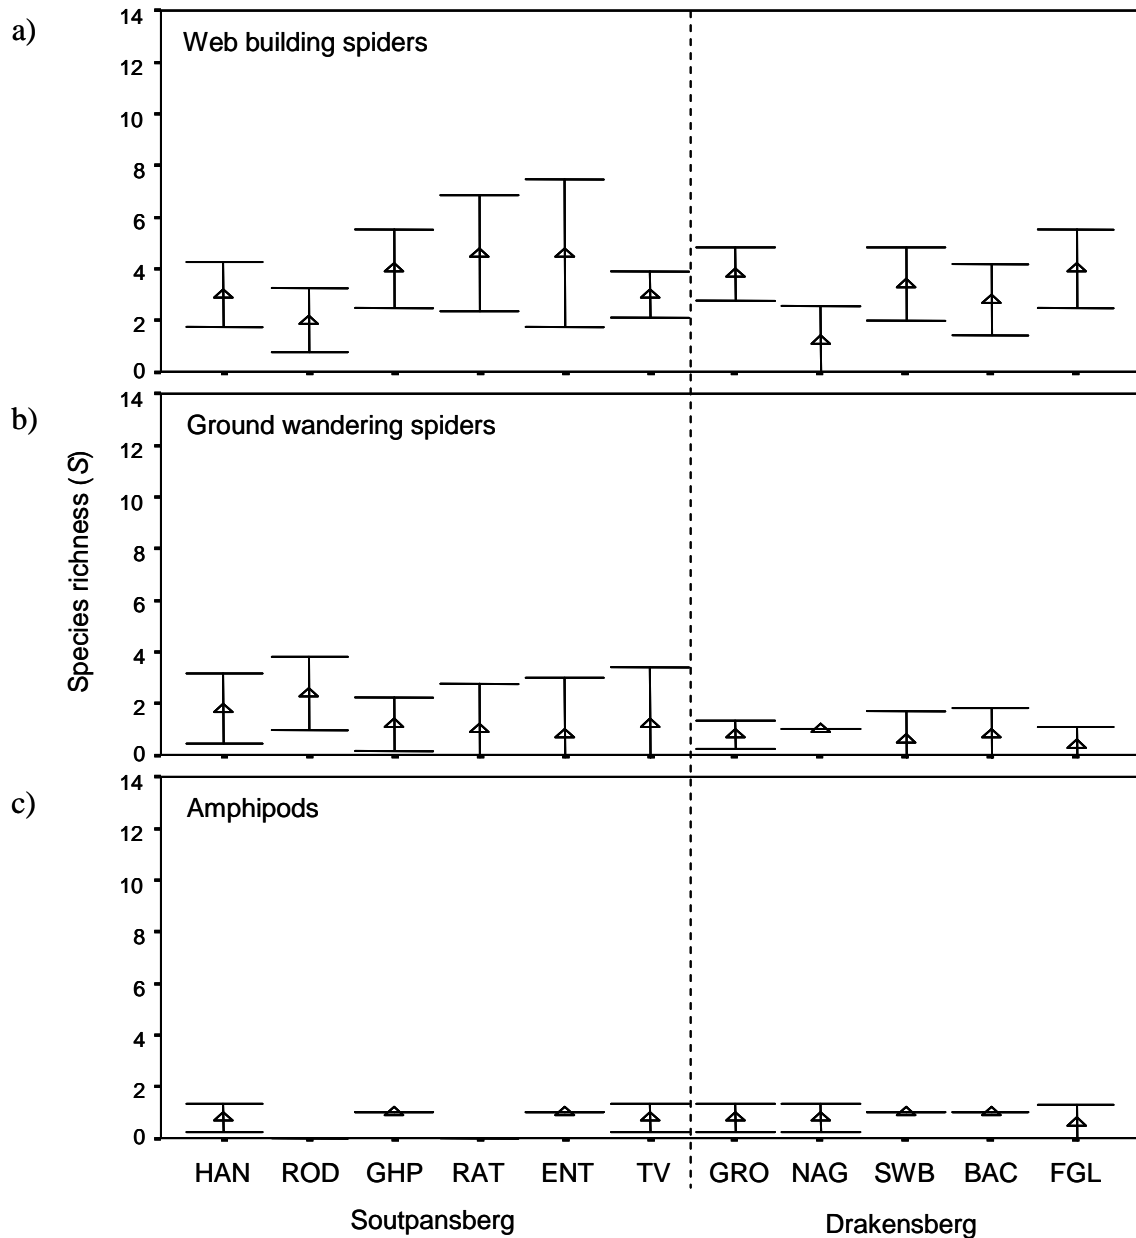 a)
Web building spiders
14
12
10
8
6
4
2
0
b)
Ground wandering spiders
14
12
10
8
6
4
2
0
Species richness (S)
c)
Amphipods
14
12
10
8
6
4
2
0
HAN ROD GHP RAT ENT TV GRO NAG SWB BAC FGL
Soutpansberg Drakensberg